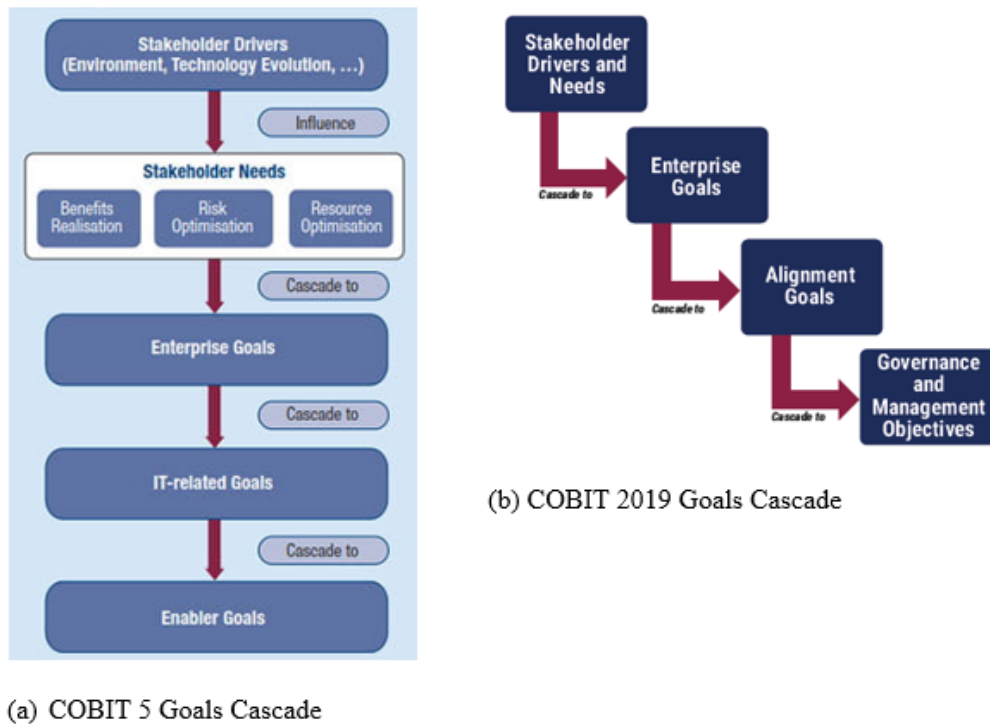 Stakeholder Drivers
(Environment, Technology Evolution, …)
Influence
Stakeholder Needs
Benefits
Realisation
Risk
Optimisation
Resource
Optimisation
Cascade to
Enterprise Goals
Cascade to
IT-related Goals
Cascade to
Enabler Goals
(a) COBIT 5 Goals Cascade
Stakeholder
Drivers and
Needs
Cascade to
Enterprise
Goals
Cascade to
Alignment
Goals
Cascade to
Governance
and
Management
Objectives
(b) COBIT 2019 Goals Cascade